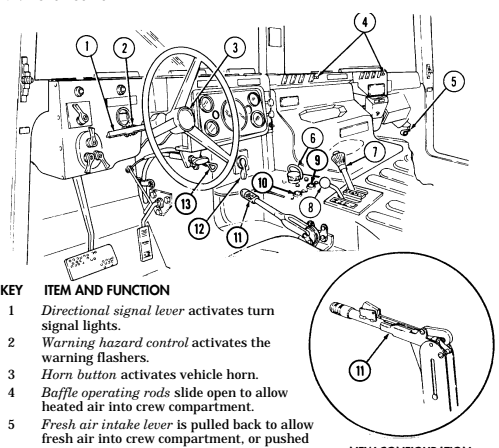 1
2
3
4
5
6
9
7
10
8
13
12
11
11
KEY ITEM AND FUNCTION
1 Directional signal lever activates turn
signal lights.
2 Warning hazard control activates the
warning flashers.
3 Horn button activates vehicle horn.
4 Baffle operating rods slide open to allow
heated air into crew compartment.
5 Fresh air intake lever is pulled back to allow
fresh air into crew compartment, or pushed